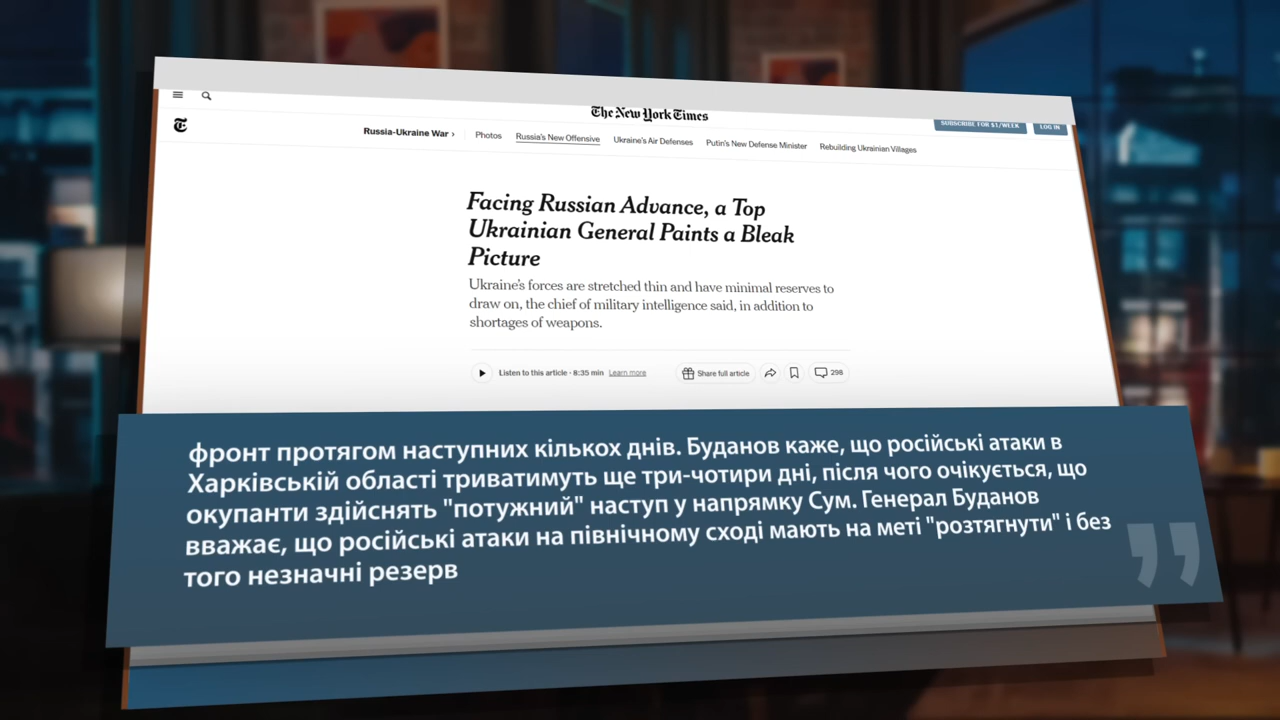 The New York Times
SUBSCRIBE FOR $1/WEEK
LOG IN
Russia-Ukraine War ›
Photos
Russia's New Offensive
Ukraine's Air Defenses
Putin's New Defense Minister
Rebuilding Ukrainian Villages
Facing Russian Advance, a Top
Ukrainian General Paints a Bleak
Picture
Ukraine's forces are stretched thin and have minimal reserves to
draw on, the chief of military intelligence said, in addition to
shortages of weapons.
Listen to this article · 8:35 min Learn more
Share full article
298
фронт протягом наступних кількох днів. Буданов каже, що російські атаки в
Харківській області триватимуть ще три-чотири дні, після чого очікується, що
окупанти здійснять "потужний" наступ у напрямку Сум. Генерал Буданов
вважає, що російські атаки на північному сході мають на меті "розтягнути" і без
того незначні резерв